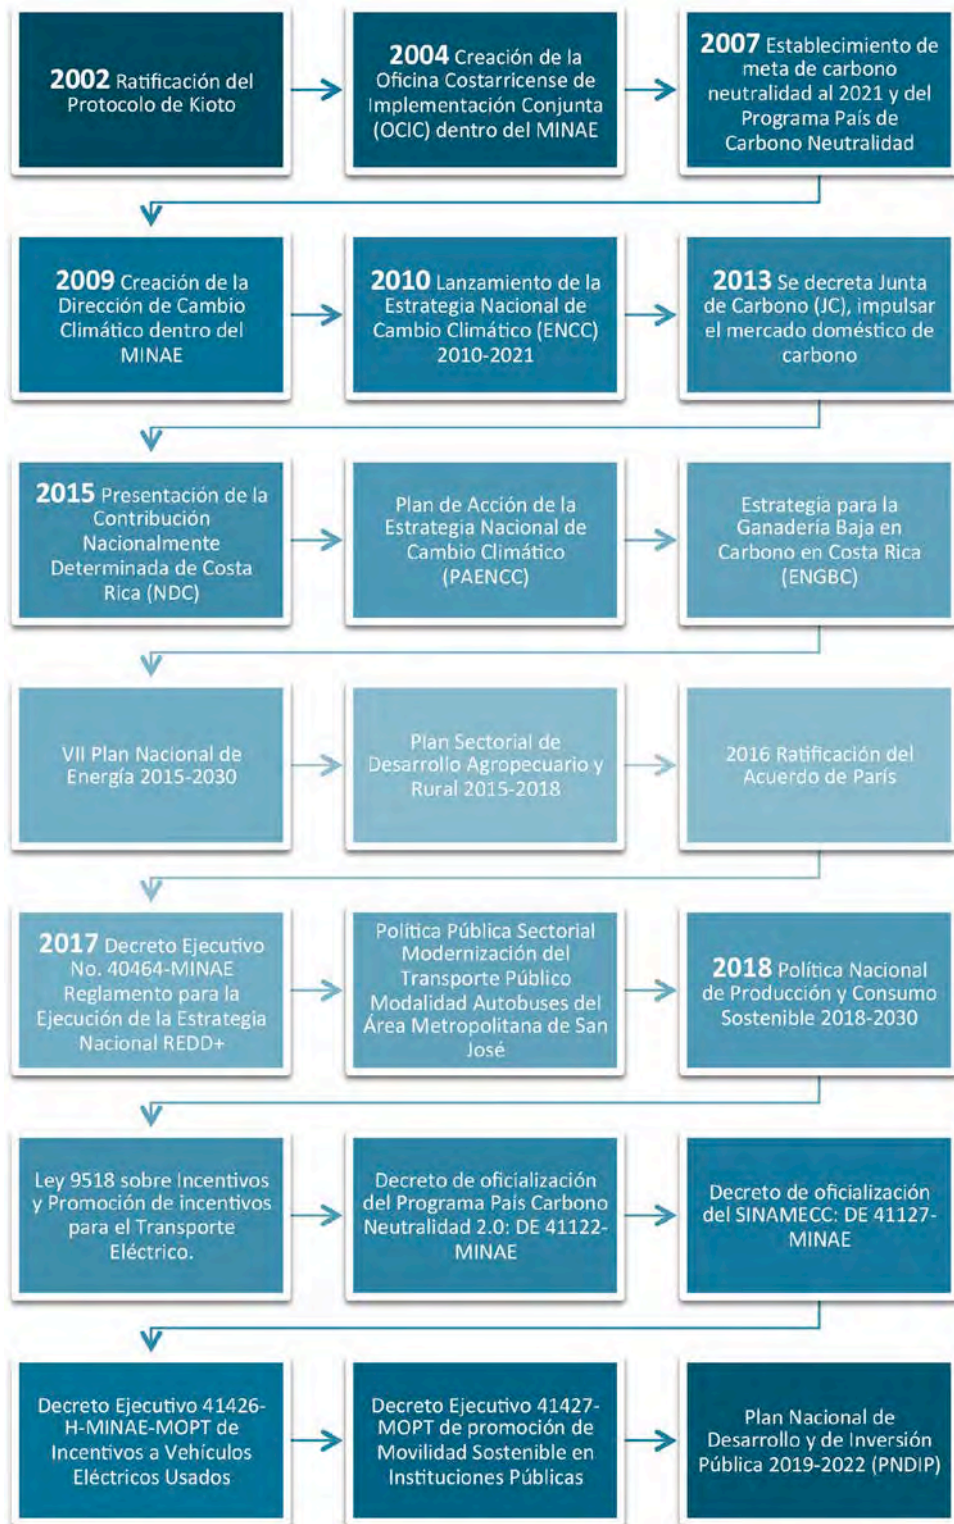 2002 Ratificación del
Protocolo de Kioto
2004 Creación de la
Oficina Costarricense de
Implementación Conjunta
(OCIC) dentro del MINAE
2007 Establecimiento de
meta de carbono
neutralidad al 2021 y del
Programa País de
Carbono Neutralidad
2009 Creación de la
Dirección de Cambio
Climático dentro del
MINAE
2010 Lanzamiento de la
Estrategia Nacional de
Cambio Climático (ENCC)
2010-2021
2013 Se decreta Junta
de Carbono (JC), impulsar
el mercado doméstico de
carbono
2015 Presentación de la
Contribución
Nacionalmente
Determinada de Costa
Rica (NDC)
Plan de Acción de la
Estrategia Nacional de
Cambio Climático
(PAENCC)
Estrategia para la
Ganadería Baja en
Carbono en Costa Rica
(ENGBC)
VII Plan Nacional de
Energía 2015-2030
Plan Sectorial de
Desarrollo Agropecuario y
Rural 2015-2018
2016 Ratificación del
Acuerdo de París
2017 Decreto Ejecutivo
No. 40464-MINAE
Reglamento para la
Ejecución de la Estrategia
Nacional REDD+
Política Pública Sectorial
Modernización del
Transporte Público
Modalidad Autobuses del
Área Metropolitana de San
José
2018 Política Nacional
de Producción y Consumo
Sostenible 2018-2030
Ley 9518 sobre Incentivos
y Promoción de incentivos
para el Transporte
Eléctrico.
Decreto de oficialización
del Programa País Carbono
Neutralidad 2.0: DE 41122-
MINAE
Decreto de oficialización
del SINAMECC: DE 41127-
MINAE
Decreto Ejecutivo 41426-
H-MINAE-MOPT de
Incentivos a Vehículos
Eléctricos Usados
Decreto Ejecutivo 41427-
MOPT de promoción de
Movilidad Sostenible en
Instituciones Públicas
Plan Nacional de
Desarrollo y de Inversión
Pública 2019-2022 (PNDIP)